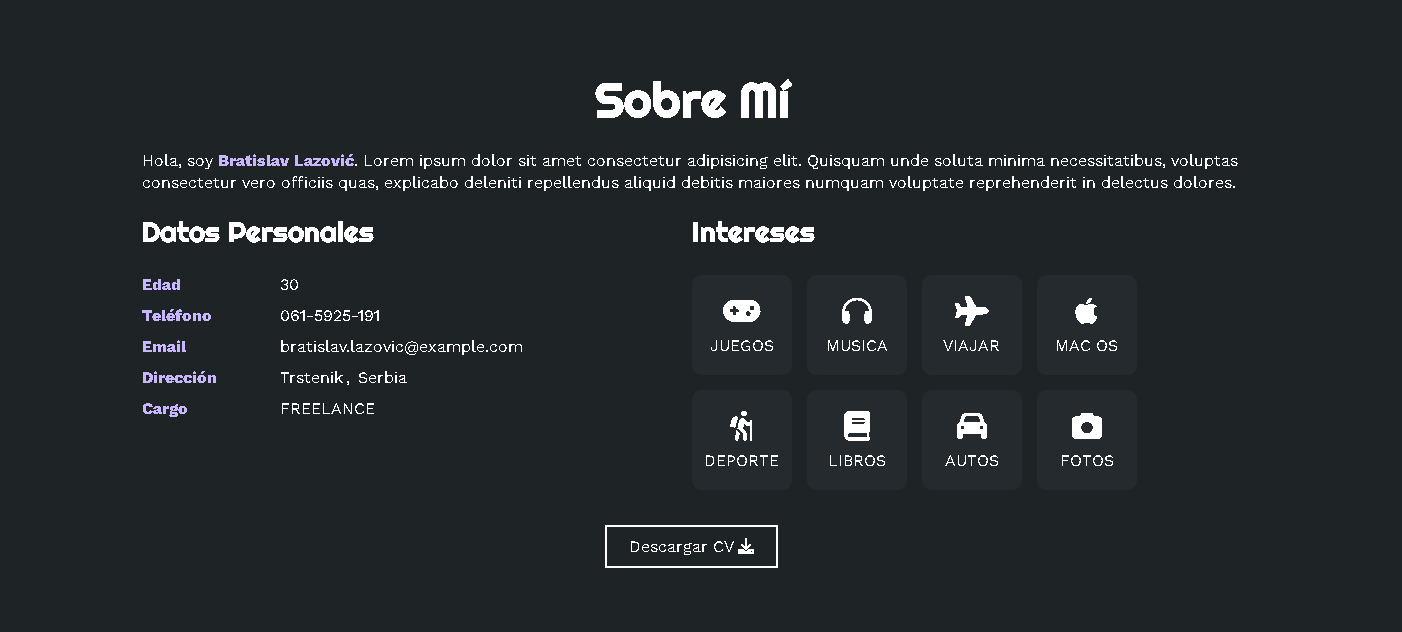 Sobre Mí
Hola, soy Bratislav Lazović. Lorem ipsum dolor sit amet consectetur adipisicing elit. Quisquam unde soluta minima necessitatibus, voluptas
consectetur vero officiis quas, explicabo deleniti repellendus aliquid debitis maiores numquam voluptate reprehenderit in delectus dolores.
Datos Personales
Edad 30
Teléfono 061-5925-191
Email bratislav.lazovic@example.com
Dirección Trstenik, Serbia
Cargo FREELANCE
Intereses
JUEGOS MUSICA VIAJAR MAC OS
DEPORTE LIBROS AUTOS FOTOS
Descargar CV